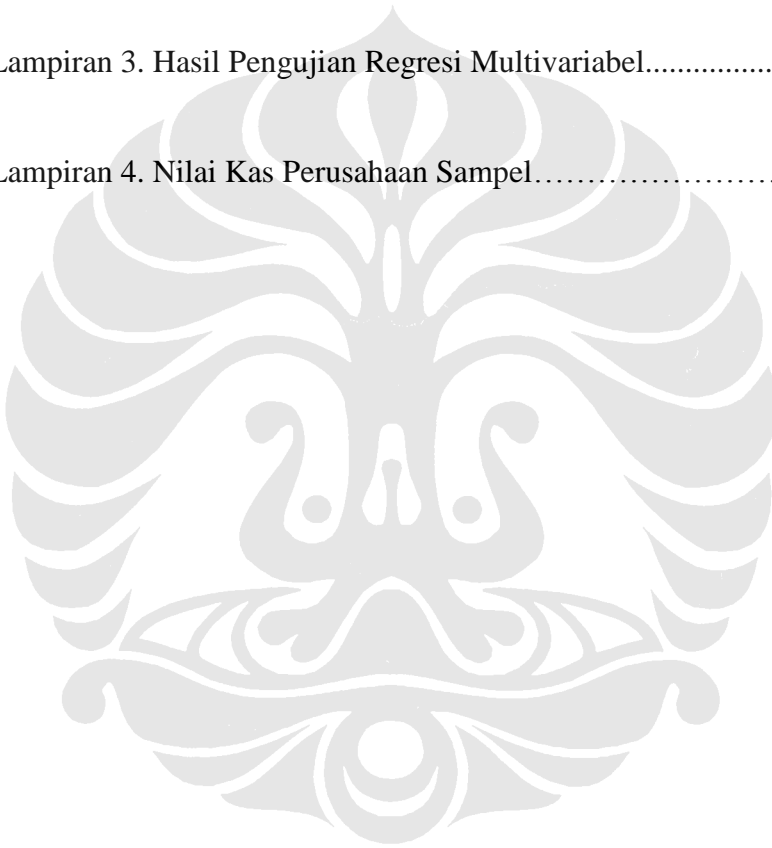 Lampiran 3. Hasil Pengujian Regresi Multivariabel................
Lampiran 4. Nilai Kas Perusahaan Sampel……………………